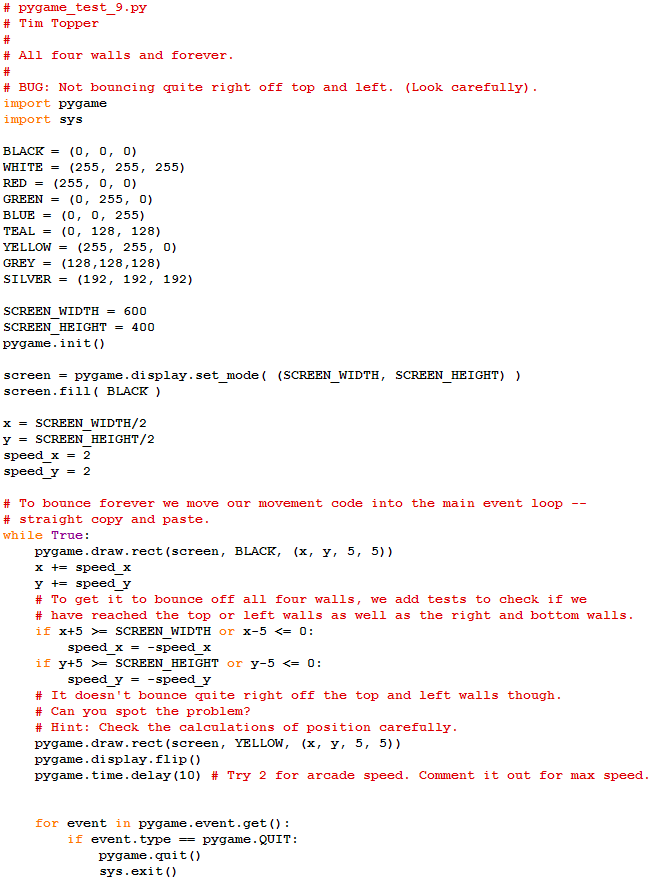 # pygame_test_9.py
# Tim Topper
#
# All four walls and forever.
#
# BUG: Not bouncing quite right off top and left. (Look carefully).
import pygame
import sys

BLACK = (0, 0, 0)
WHITE = (255, 255, 255)
RED = (255, 0, 0)
GREEN = (0, 255, 0)
BLUE = (0, 0, 255)
TEAL = (0, 128, 128)
YELLOW = (255, 255, 0)
GREY = (128,128,128)
SILVER = (192, 192, 192)

SCREEN_WIDTH = 600
SCREEN_HEIGHT = 400
pygame.init()

screen = pygame.display.set_mode( (SCREEN_WIDTH, SCREEN_HEIGHT) )
screen.fill( BLACK )

x = SCREEN_WIDTH/2
y = SCREEN_HEIGHT/2
speed_x = 2
speed_y = 2

# To bounce forever we move our movement code into the main event loop --
# straight copy and paste.
while True:
    pygame.draw.rect(screen, BLACK, (x, y, 5, 5))
    x += speed_x
    y += speed_y
    # To get it to bounce off all four walls, we add tests to check if we
    # have reached the top or left walls as well as the right and bottom walls.
    if x+5 >= SCREEN_WIDTH or x-5 <= 0:
        speed_x = -speed_x
    if y+5 >= SCREEN_HEIGHT or y-5 <= 0:
        speed_y = -speed_y
    # It doesn't bounce quite right off the top and left walls though.
    # Can you spot the problem?
    # Hint: Check the calculations of position carefully.
    pygame.draw.rect(screen, YELLOW, (x, y, 5, 5))
    pygame.display.flip()
    pygame.time.delay(10) # Try 2 for arcade speed. Comment it out for max speed.


    for event in pygame.event.get():
        if event.type == pygame.QUIT:
            pygame.quit()
            sys.exit()